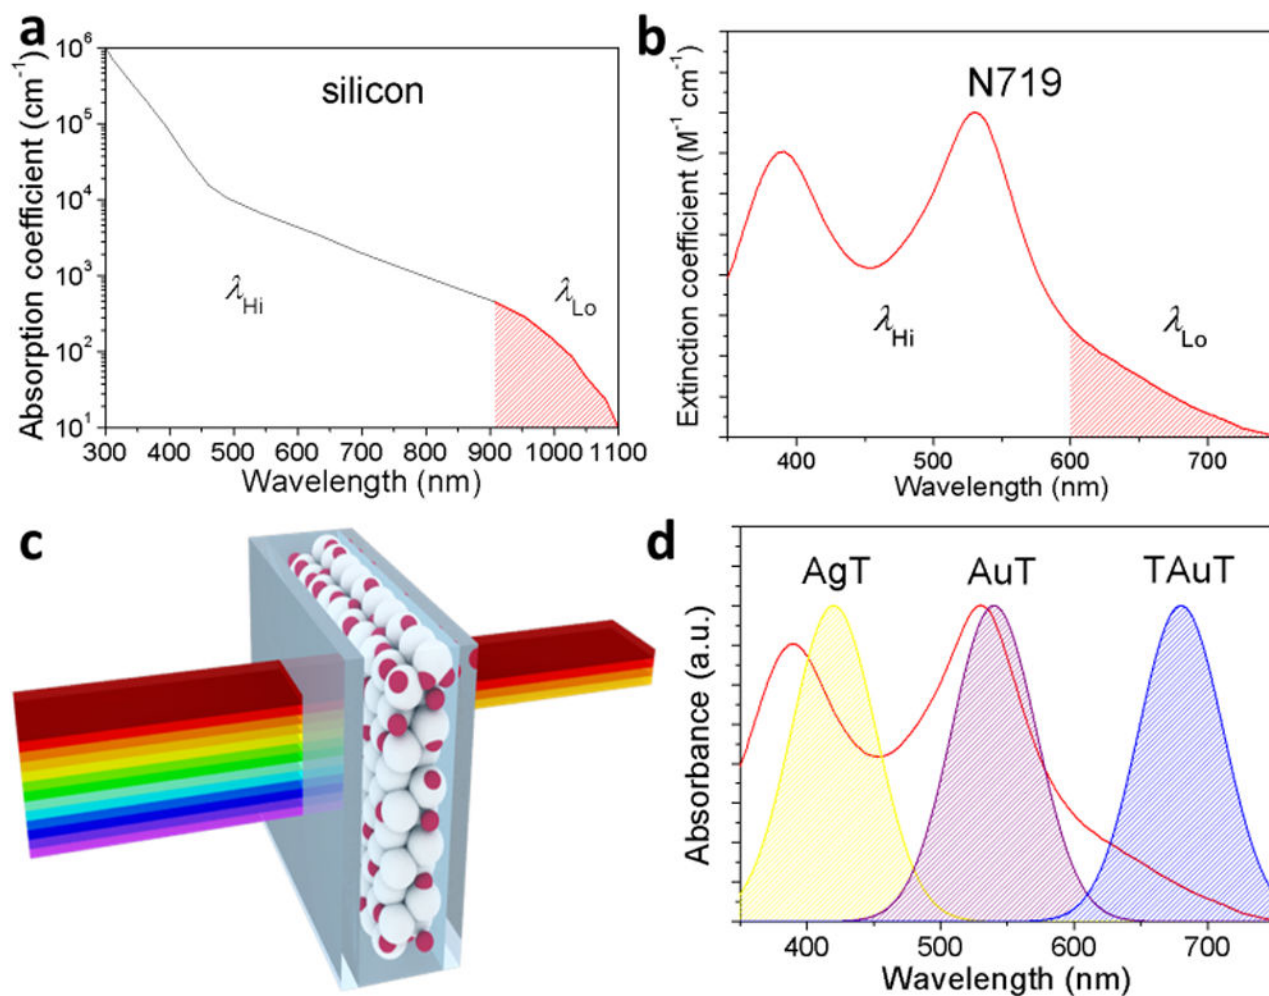 a
silicon
Absorption coefficient (cm⁻¹)
10⁶
10⁵
10⁴
10³
10²
10¹
λHi
λLo
300 400 500 600 700 800 900 1000 1100
Wavelength (nm)
b
N719
Extinction coefficient (M⁻¹ cm⁻¹)
λHi
λLo
400 500 600 700
Wavelength (nm)
c
d
AgT AuT TAuT
Absorbance (a.u.)
400 500 600 700
Wavelength (nm)